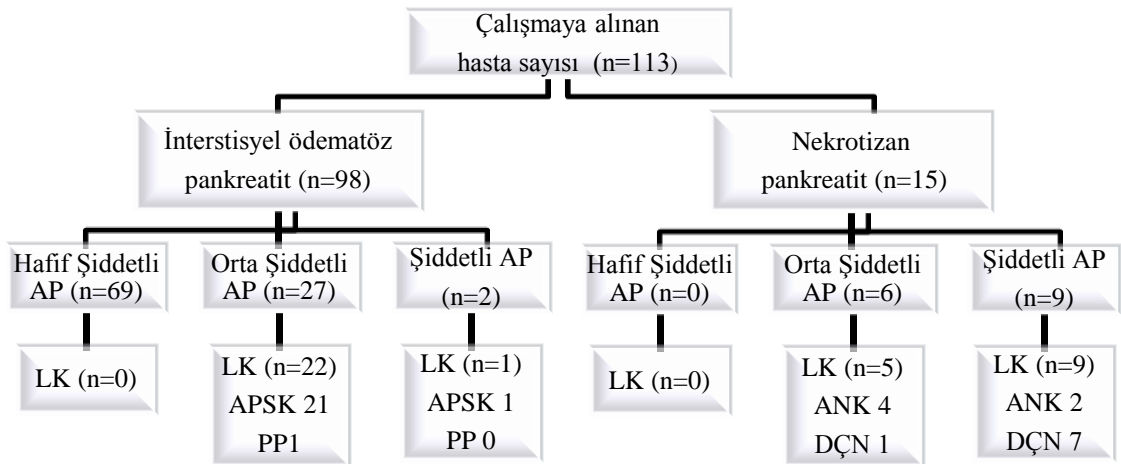 Çalışmaya alınan
hasta sayısı (n=113)
İnterstisyel ödematöz
pankreatit (n=98)
Nekrotizan
pankreatit (n=15)
Hafif Şiddetli
AP (n=69)
Orta Şiddetli
AP (n=27)
Şiddetli AP
(n=2)
Hafif Şiddetli
AP (n=0)
Orta Şiddetli
AP (n=6)
Şiddetli AP
(n=9)
LK (n=0)
LK (n=22)
APSK 21
PP1
LK (n=1)
APSK 1
PP 0
LK (n=0)
LK (n=5)
ANK 4
DÇN 1
LK (n=9)
ANK 2
DÇN 7